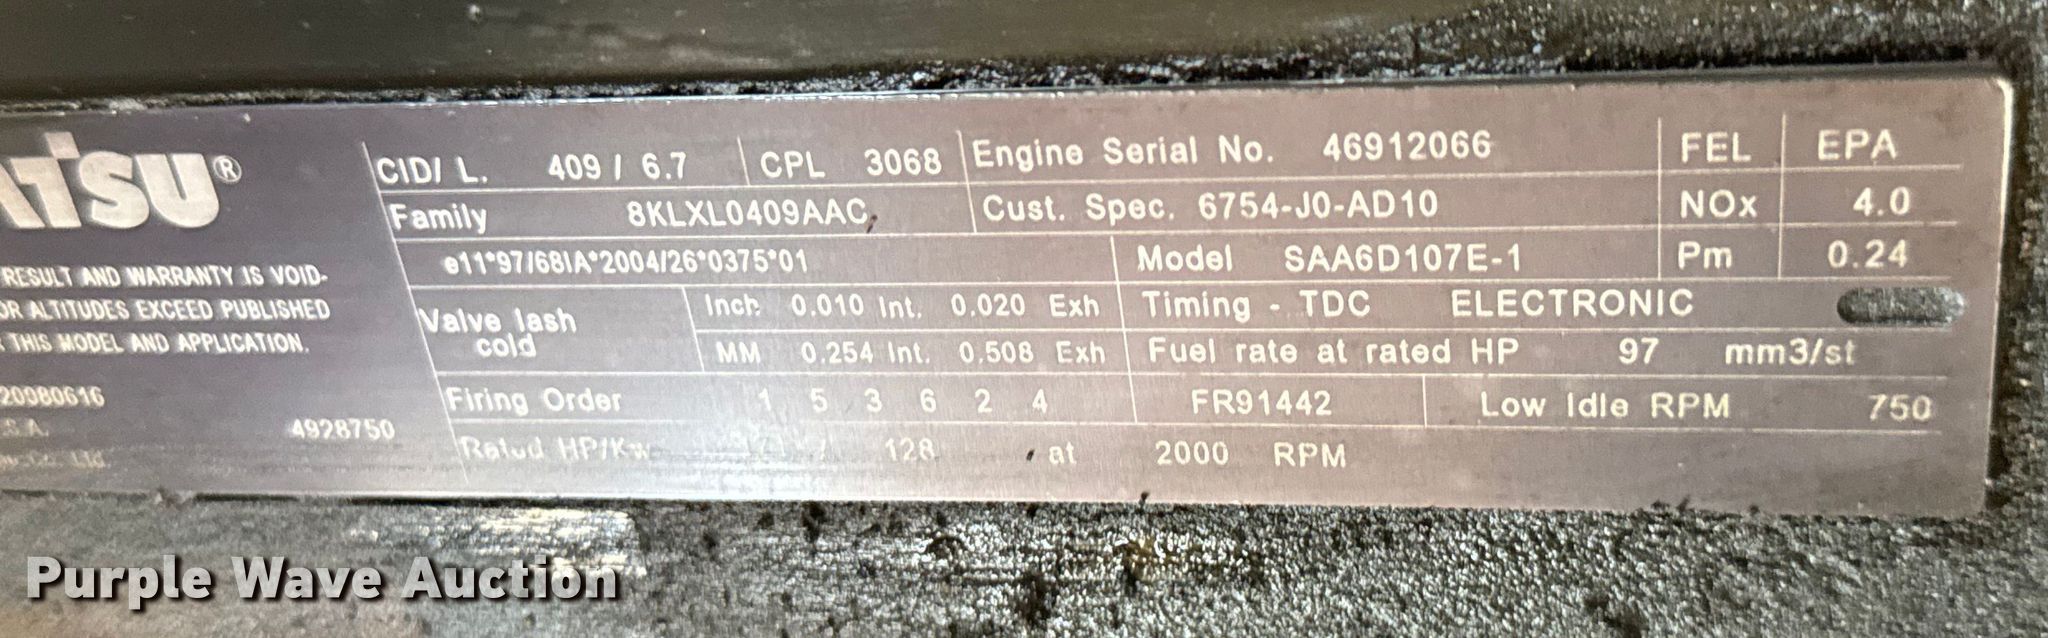 ATSU®
CID/ L. 409 / 6.7 CPL 3068 Engine Serial No. 46912066 FEL EPA
Family 8KLXL0409AAC Cust. Spec. 6754-J0-AD10 NOx 4.0
e11*97/68IA*2004/26*0375*01 Model SAA6D107E-1 Pm 0.24
RESULT AND WARRANTY IS VOID-
OR ALTITUDES EXCEED PUBLISHED
THIS MODEL AND APPLICATION.
Valve lash cold
Inch 0.010 Int. 0.020 Exh Timing - TDC ELECTRONIC
MM 0.254 Int. 0.508 Exh Fuel rate at rated HP 97 mm3/st
20080616
Firing Order 1 5 3 6 2 4 FR91442 Low Idle RPM 750
S.A. 4928750
Rated HP/Kw 128 at 2000 RPM
Ltd
Purple Wave Auction